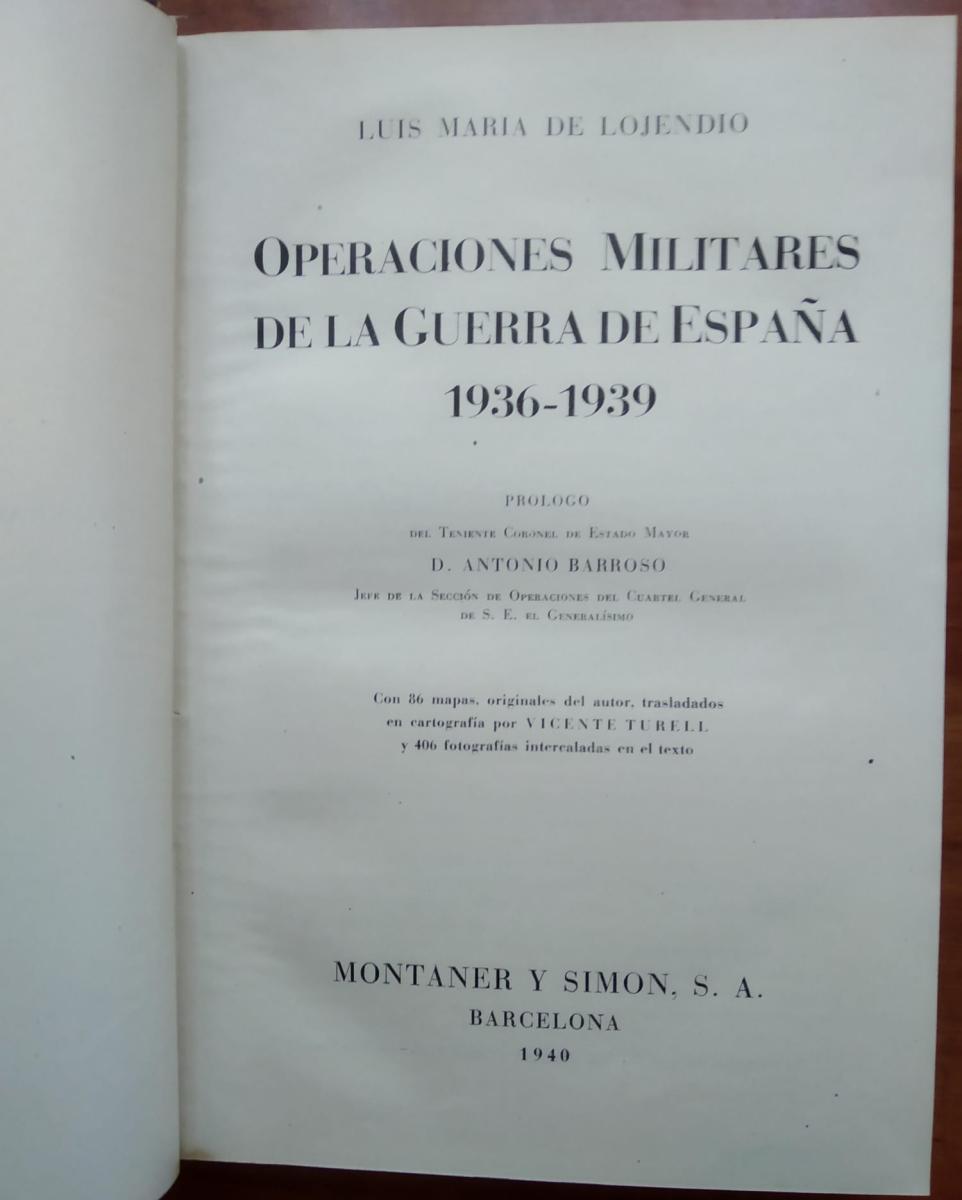 LUIS MARIA DE LOJENDIO
OPERACIONES MILITARES
DE LA GUERRA DE ESPAÑA
1936-1939
PROLOGO
DEL TENIENTE CORONEL DE ESTADO MAYOR
D. ANTONIO BARROSO
JEFE DE LA SECCIÓN DE OPERACIONES DEL CUARTEL GENERAL
DE S. E. EL GENERALÍSIMO
Con 86 mapas, originales del autor, trasladados
en cartografía por VICENTE TURELL
y 406 fotografías intercaladas en el texto
MONTANER Y SIMON, S. A.
BARCELONA
1940